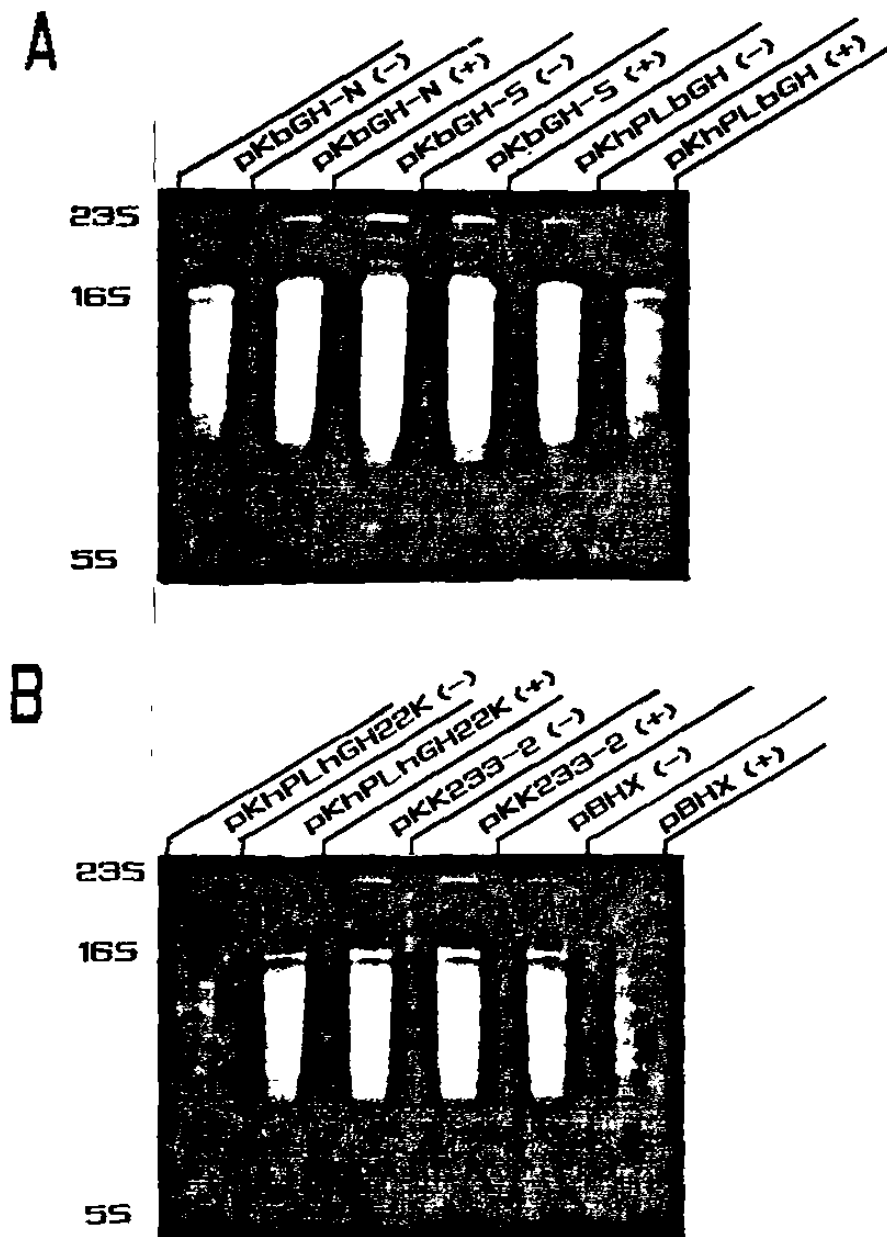 A
pKbGH-N (-)
pKbGH-N (+)
pKbGH-S (-)
pKbGH-S (+)
pKhPLbGH (-)
pKhPLbGH (+)
23S
16S
5S
B
pKhPLhGH22K (-)
pKhPLhGH22K (+)
pKK233-2 (-)
pKK233-2 (+)
pBHX (-)
pBHX (+)
23S
16S
5S